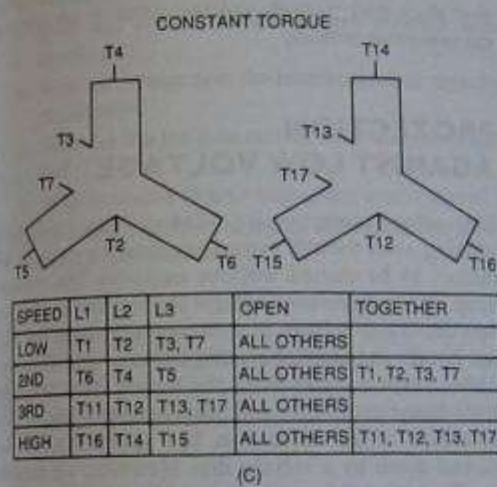 CONSTANT TORQUE
T4
T14
T3
T13
T7
T17
T2
T12
T5
T6
T15
T16
SPEED L1 L2 L3 OPEN TOGETHER
LOW T1 T2 T3, T7 ALL OTHERS
2ND T6 T4 T5 ALL OTHERS T1, T2, T3, T7
3RD T11 T12 T13, T17 ALL OTHERS
HIGH T16 T14 T15 ALL OTHERS T11, T12, T13, T17
(C)